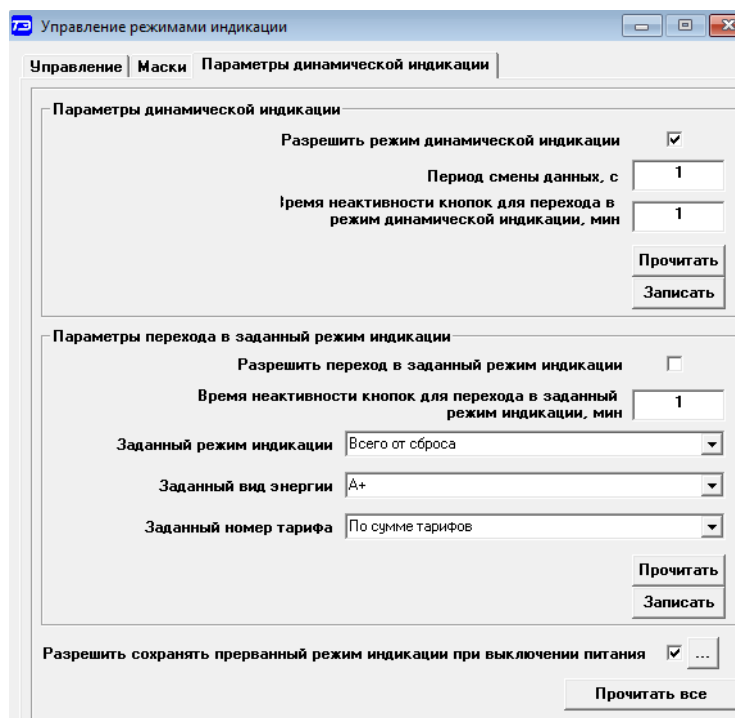 ТЭ Управление режимами индикации
Управление Маски Параметры динамической индикации
Параметры динамической индикации
Разрешить режим динамической индикации
Период смены данных, с 1
Время неактивности кнопок для перехода в
режим динамической индикации, мин 1
Прочитать
Записать
Параметры перехода в заданный режим индикации
Разрешить переход в заданный режим индикации
Время неактивности кнопок для перехода в заданный
режим индикации, мин 1
Заданный режим индикации Всего от сброса
Заданный вид энергии А+
Заданный номер тарифа По сумме тарифов
Прочитать
Записать
Разрешить сохранять прерванный режим индикации при выключении питания ...
Прочитать все